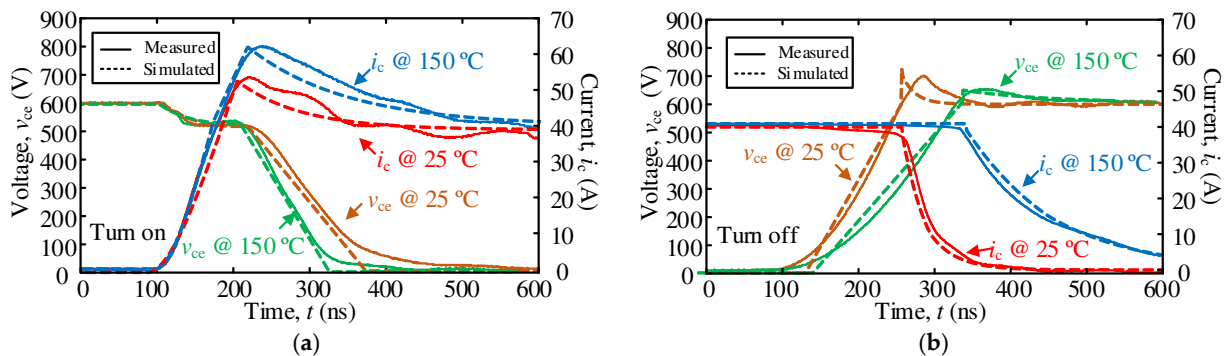 900
800
700
600
500
400
300
200
100
0
Voltage, vce (V)
Measured
Simulated
ic @ 150 ºC
ic @ 25 ºC
vce @ 25 ºC
vce @ 150 ºC
Turn on
70
60
50
40
30
20
10
0
Current, ic (A)
0 100 200 300 400 500 600
Time, t (ns)
(a)
900
800
700
600
500
400
300
200
100
0
Voltage, vce (V)
Measured
Simulated
vce @ 150 ºC
vce @ 25 ºC
ic @ 150 ºC
ic @ 25 ºC
Turn off
70
60
50
40
30
20
10
0
Current, ic (A)
0 100 200 300 400 500 600
Time, t (ns)
(b)